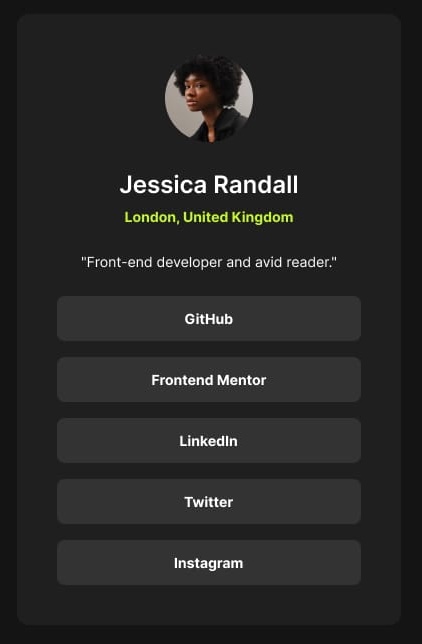 Jessica Randall
London, United Kingdom
"Front-end developer and avid reader."
GitHub
Frontend Mentor
LinkedIn
Twitter
Instagram